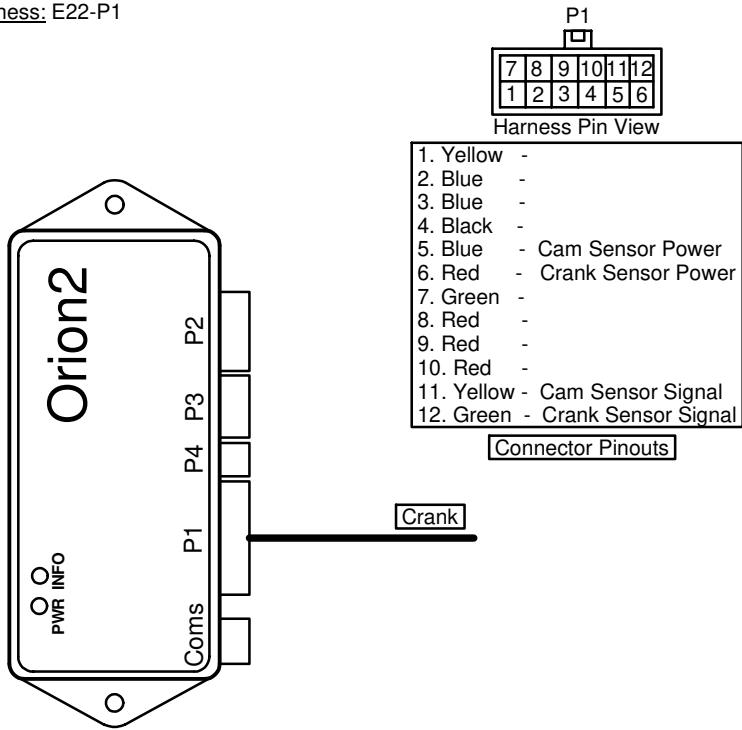 E22-P1
P1
7 8 9 10 11 12
1 2 3 4 5 6
Harness Pin View
1. Yellow -
2. Blue -
3. Blue -
4. Black -
5. Blue - Cam Sensor Power
6. Red - Crank Sensor Power
7. Green -
8. Red -
9. Red -
10. Red -
11. Yellow - Cam Sensor Signal
12. Green - Crank Sensor Signal
Connector Pinouts
Orion2
P2
P3
P4
P1
Coms
PWR INFO
Crank